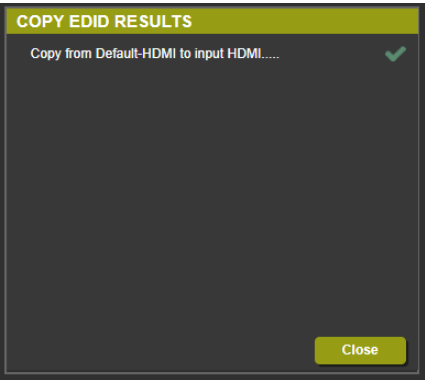 COPY EDID RESULTS
Copy from Default-HDMI to input HDMI.....
Close